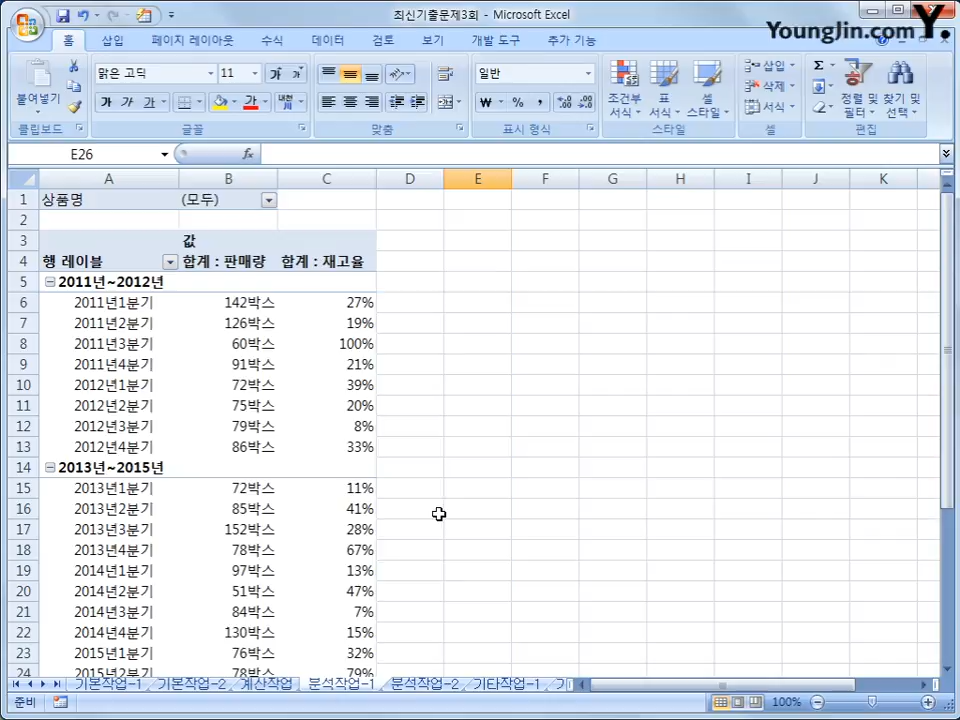 최신기출문제3회 - Microsoft Excel
YoungJin.com Y.
홈 삽입 페이지 레이아웃 수식 데이터 검토 보기 개발 도구 추가 기능
붙여넣기
맑은 고딕 11
가 가
가 가 가 가 내천
일반
₩ % , .00
조건부 서식
표 서식
셀 스타일
삽입
삭제
서식
Σ
정렬 및 필터
찾기 및 선택
클립보드 글꼴 맞춤 표시 형식 스타일 셀 편집
E26 fx
A B C D E F G H I J K
1 상품명 (모두)
2
3 값
4 행 레이블 합계 : 판매량 합계 : 재고율
5 2011년~2012년
6 2011년1분기 142박스 27%
7 2011년2분기 126박스 19%
8 2011년3분기 60박스 100%
9 2011년4분기 91박스 21%
10 2012년1분기 72박스 39%
11 2012년2분기 75박스 20%
12 2012년3분기 79박스 8%
13 2012년4분기 86박스 33%
14 2013년~2015년
15 2013년1분기 72박스 11%
16 2013년2분기 85박스 41%
17 2013년3분기 152박스 28%
18 2013년4분기 78박스 67%
19 2014년1분기 97박스 13%
20 2014년2분기 51박스 47%
21 2014년3분기 84박스 7%
22 2014년4분기 130박스 15%
23 2015년1분기 76박스 32%
24 2015년2분기 78박스 79%
기본작업-1 기본작업-2 계산작업 분석작업-1 분석작업-2 기타작업-1
준비 100%